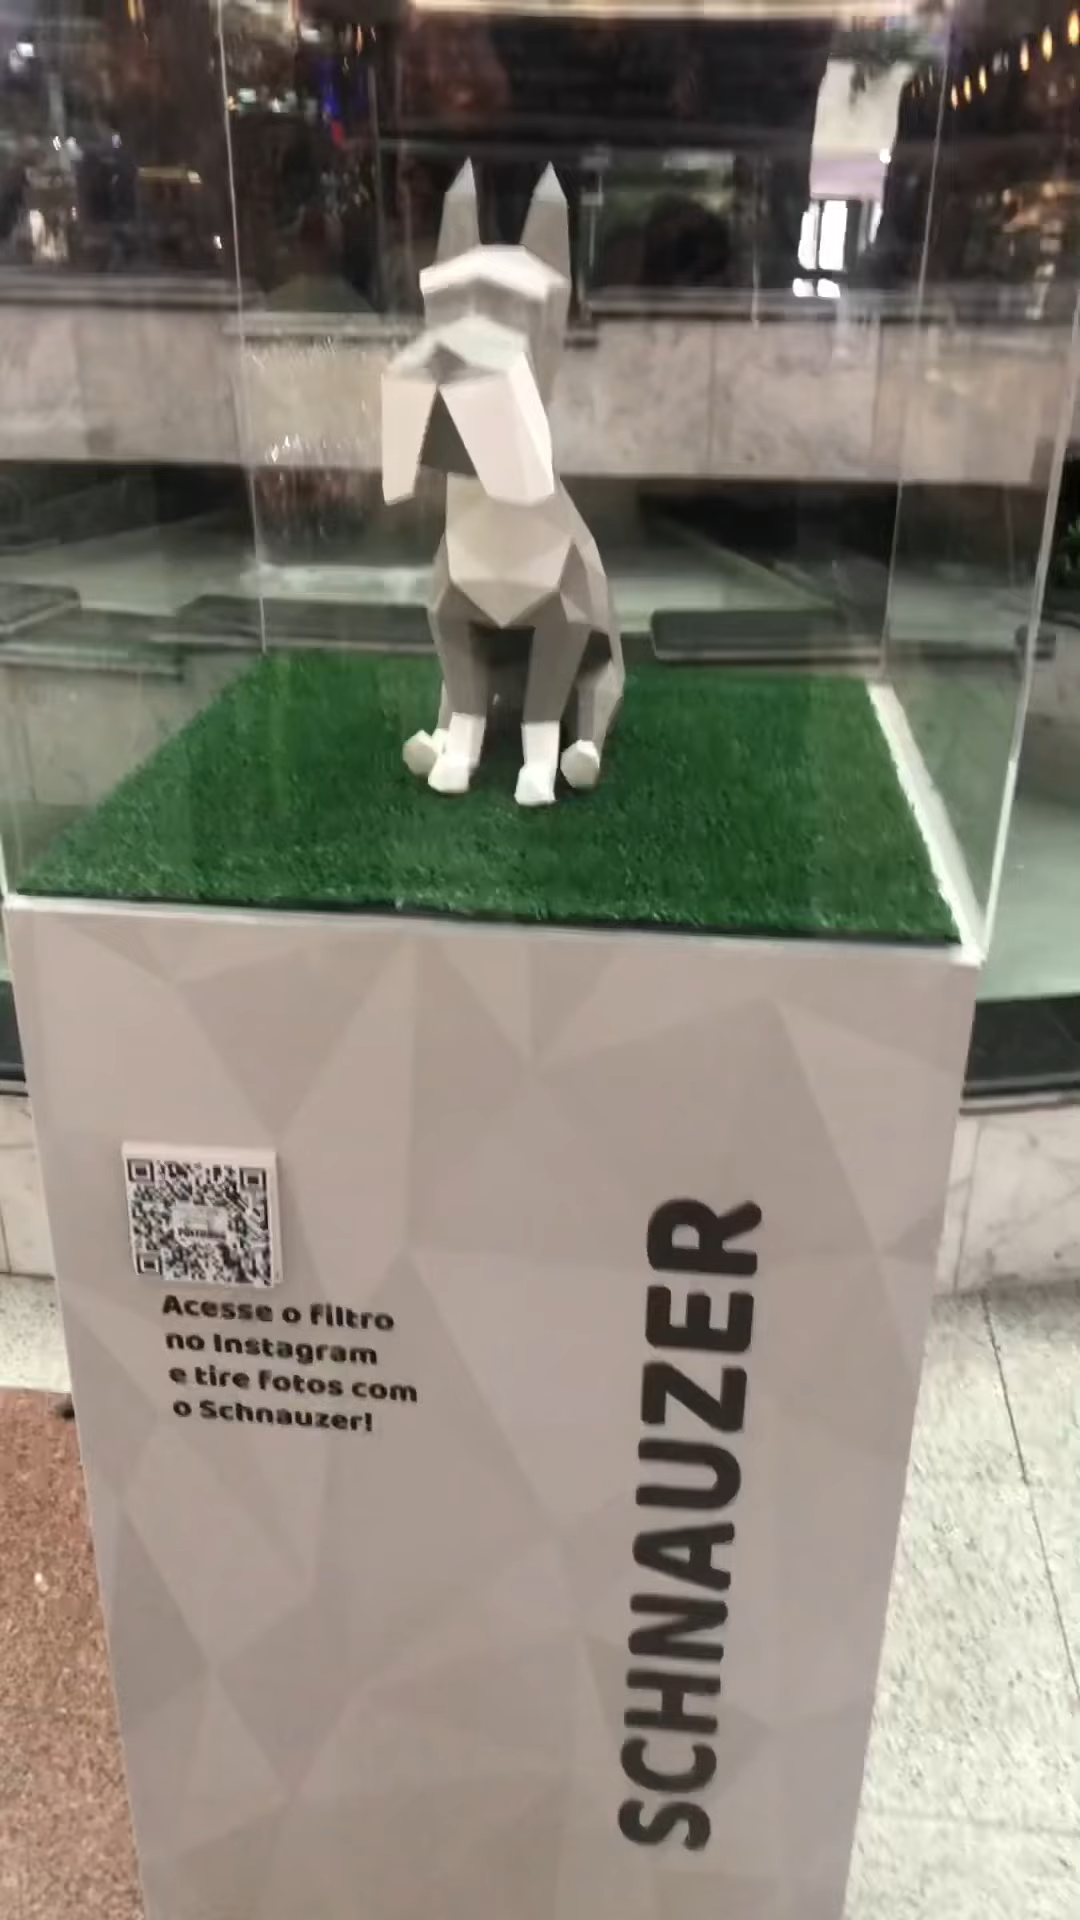 Acesse o filtro
no Instagram
e tire fotos com
o Schnauzer!
SCHNAUZER